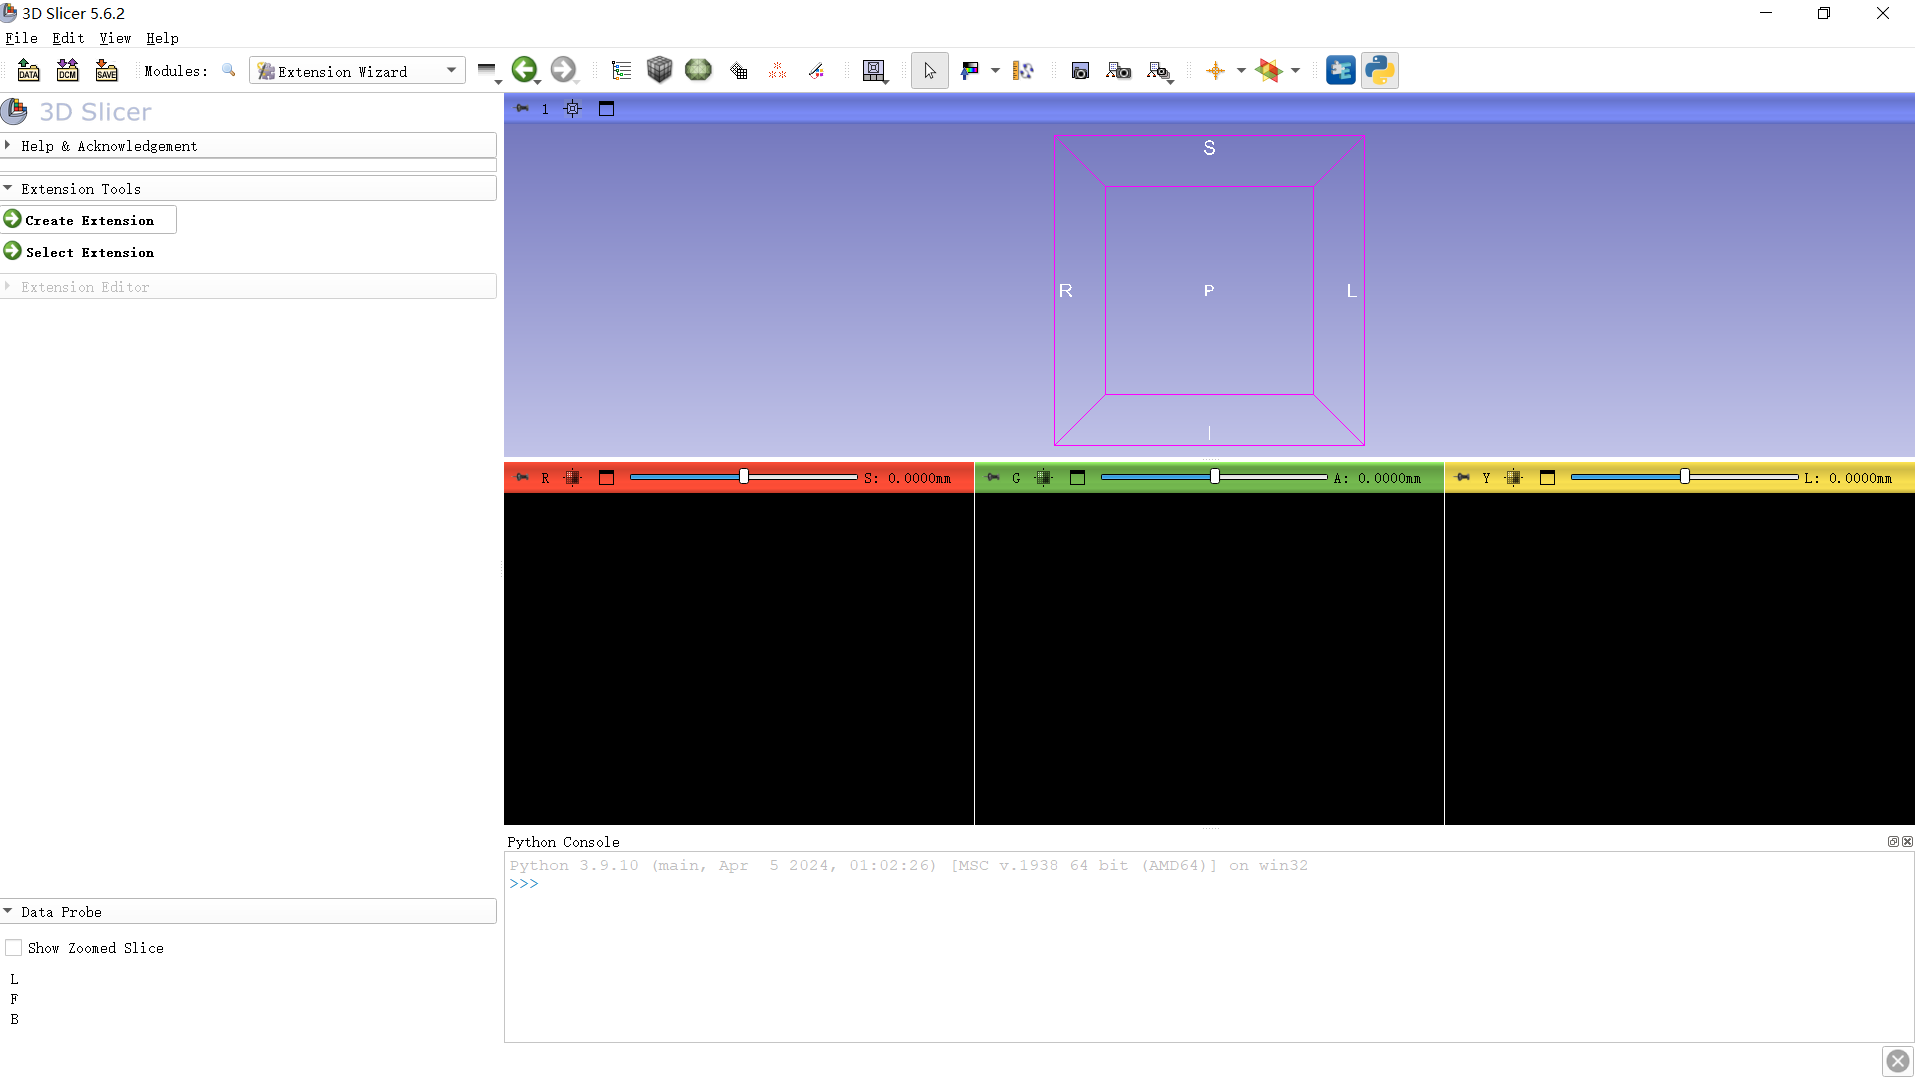 3D Slicer 5.6.2
File Edit View Help
DATA DCM SAVE Modules: Extension Wizard
3D Slicer
Help & Acknowledgement
Extension Tools
Create Extension
Select Extension
Extension Editor
1
S
R P L
I
R S: 0.0000mm
G A: 0.0000mm
Y L: 0.0000mm
Python Console
Python 3.9.10 (main, Apr  5 2024, 01:02:26) [MSC v.1938 64 bit (AMD64)] on win32
>>>
Data Probe
Show Zoomed Slice
L
F
B